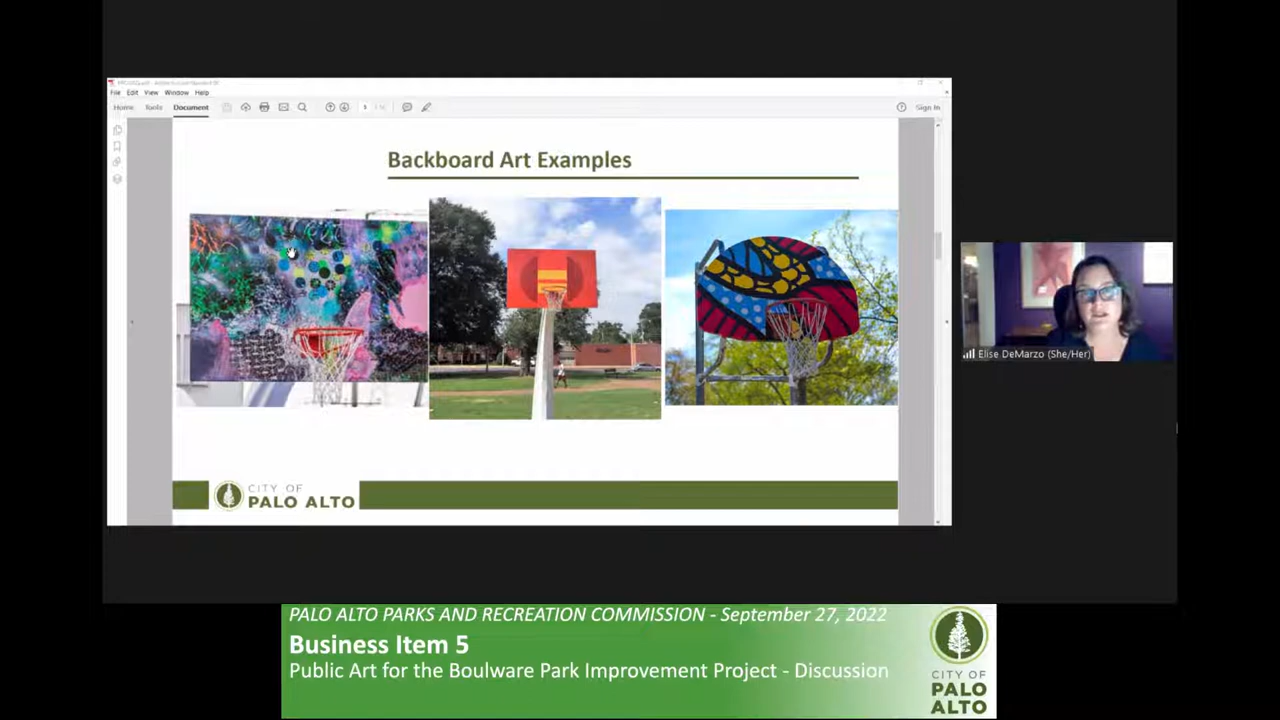 File Edit View Window Help
Home Tools Document
Sign In
Backboard Art Examples
CITY OF
PALO ALTO
Elise DeMarzo (She/Her)
PALO ALTO PARKS AND RECREATION COMMISSION - September 27, 2022
Business Item 5
Public Art for the Boulware Park Improvement Project - Discussion
CITY OF
PALO
ALTO